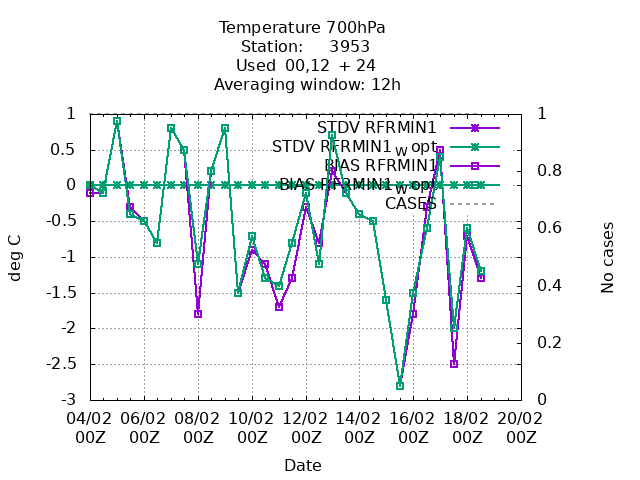 Temperature 700hPa
Station: 3953
Used 00,12 + 24
Averaging window: 12h
1
0.5
0
-0.5
-1
-1.5
-2
-2.5
-3
deg C
STDV RFRMIN1
STDV RFRMIN1_W opt
BIAS RFRMIN1
BIAS RFRMIN1_W opt
CASES
1
0.8
0.6
0.4
0.2
0
No cases
04/02 06/02 08/02 10/02 12/02 14/02 16/02 18/02 20/02
00Z 00Z 00Z 00Z 00Z 00Z 00Z 00Z 00Z
Date